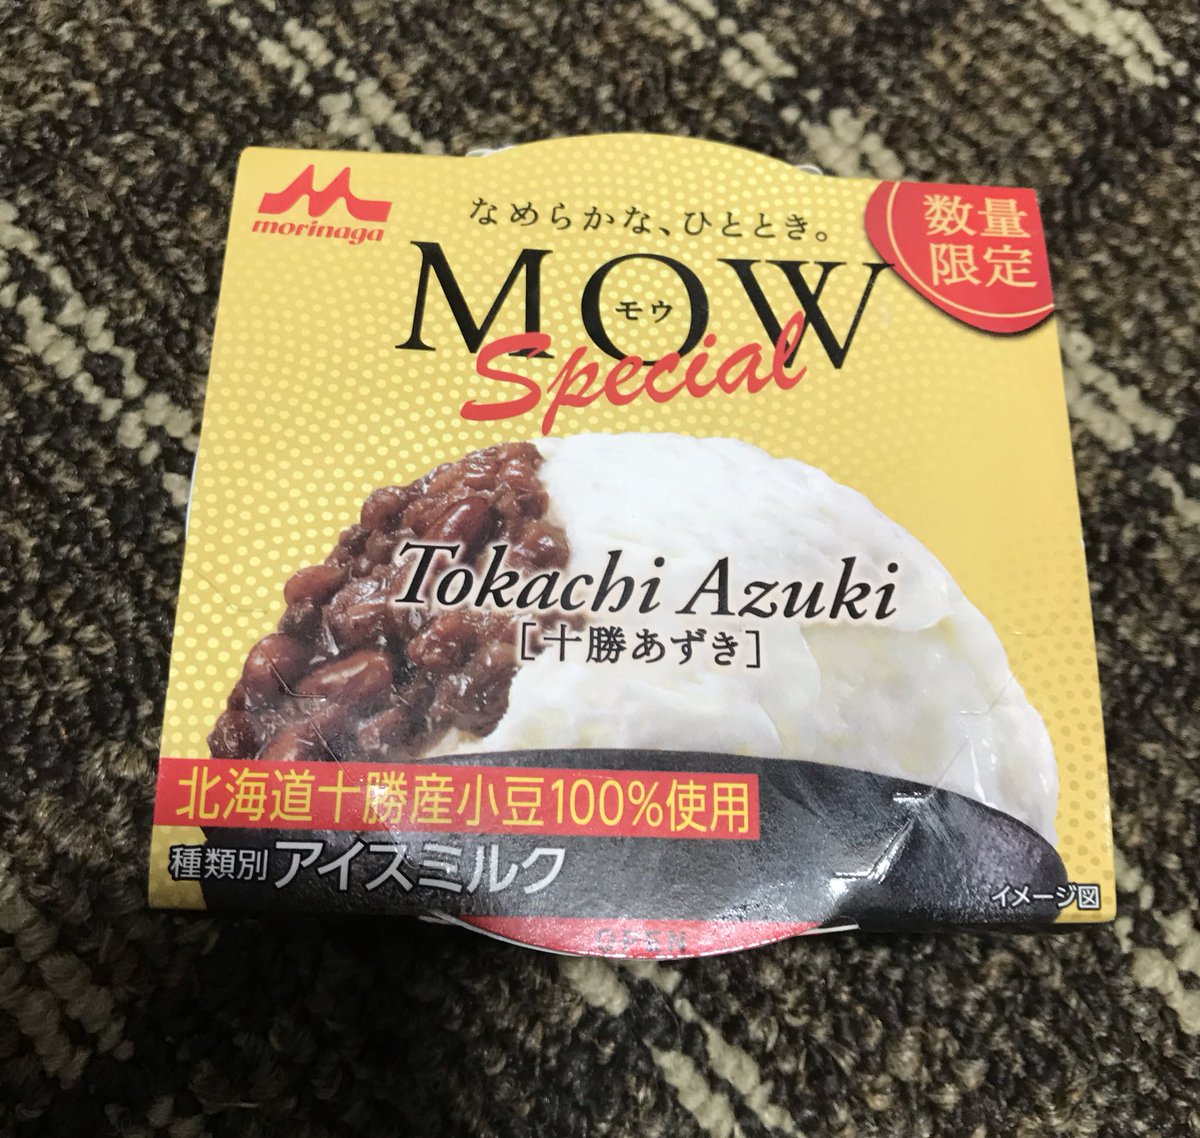 morinaga
なめらかな、ひととき。
数量
限定
MOW
モウ
Special
Tokachi Azuki
[十勝あずき]
北海道十勝産小豆100%使用
種類別 アイスミルク
イメージ図
OPEN